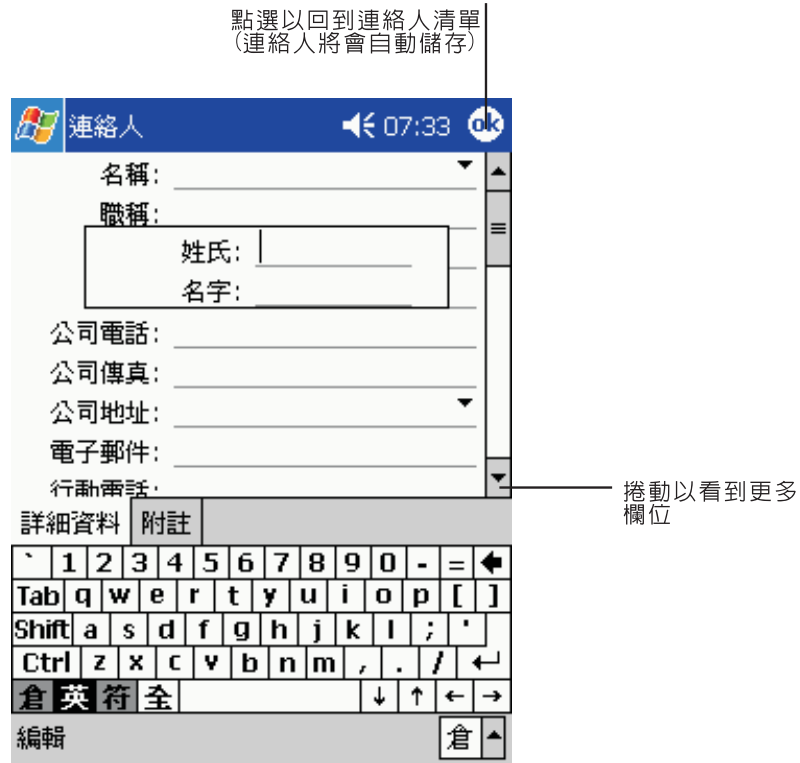 點選以回到連絡人清單
(連絡人將會自動儲存)
連絡人 07:33 ok
名稱:
職稱:
姓氏:
名字:
公司電話:
公司傳真:
公司地址:
電子郵件:
行動電話:
捲動以看到更多
欄位
詳細資料 附註
` 1 2 3 4 5 6 7 8 9 0 - =
Tab q w e r t y u i o p [ ]
Shift a s d f g h j k l ; '
Ctrl z x c v b n m , . /
倉 英 符 全 ↓ ↑ ← →
編輯 倉